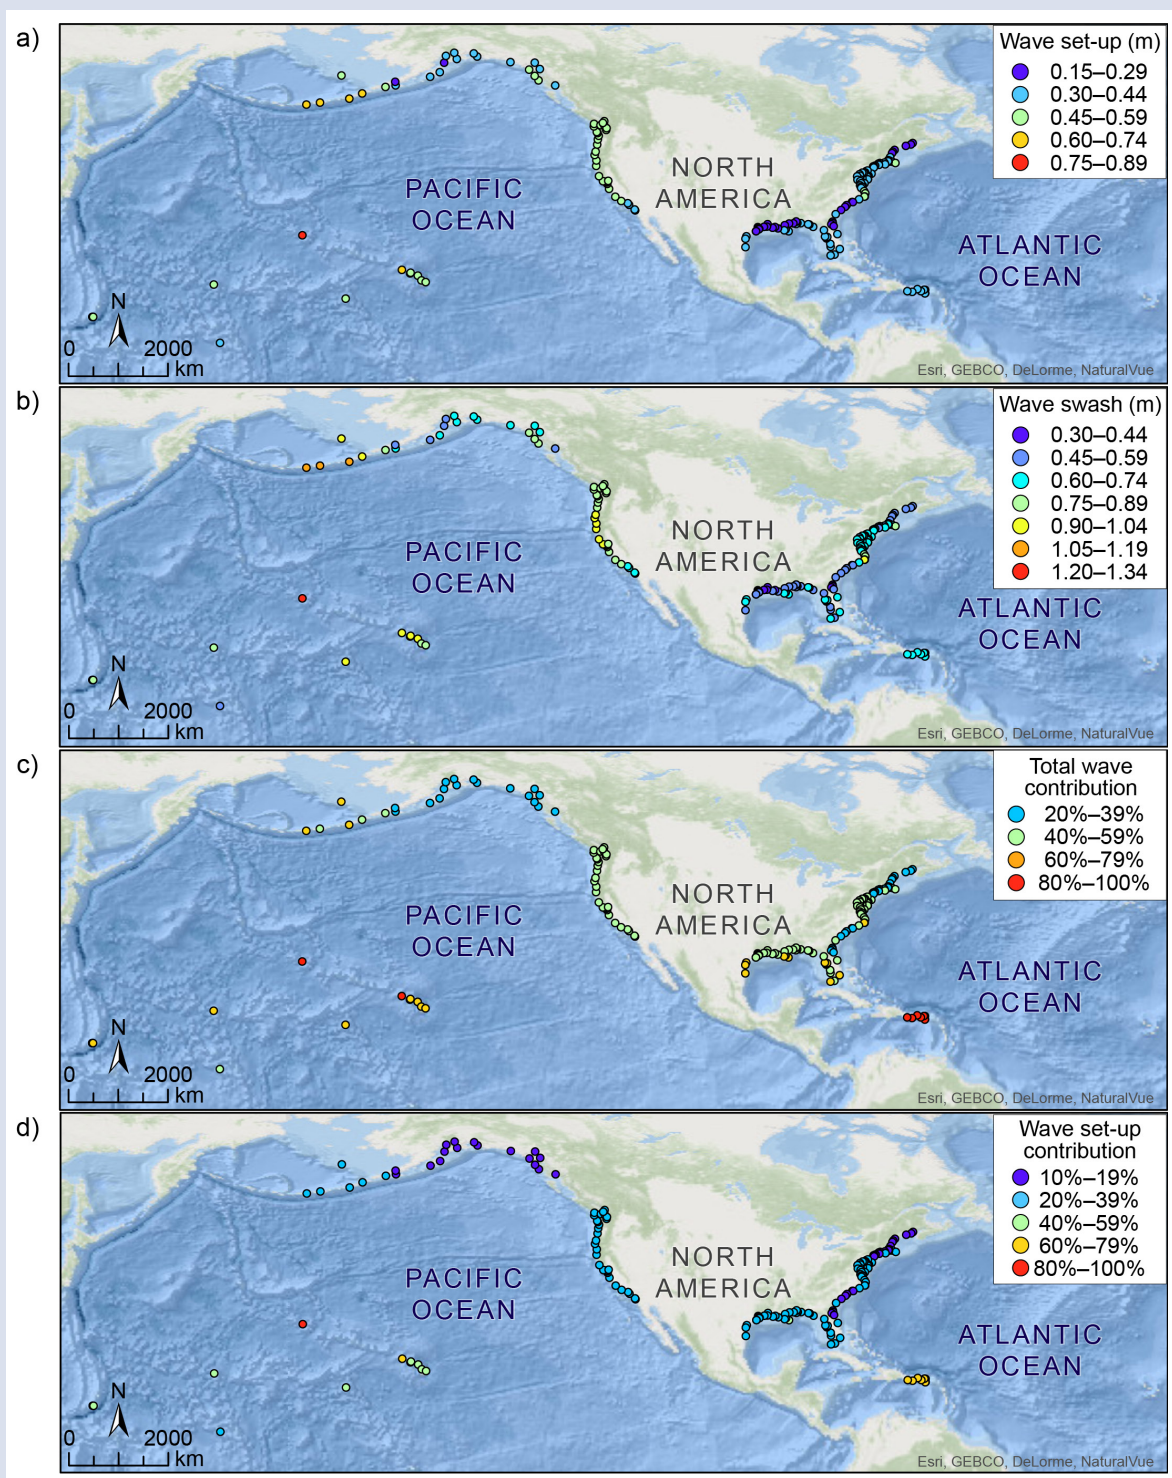 a)
Wave set-up (m)
0.15–0.29
0.30–0.44
0.45–0.59
0.60–0.74
0.75–0.89
NORTH
AMERICA
PACIFIC
OCEAN
ATLANTIC
OCEAN
N
0 2000
km
Esri, GEBCO, DeLorme, NaturalVue
b)
Wave swash (m)
0.30–0.44
0.45–0.59
0.60–0.74
0.75–0.89
0.90–1.04
1.05–1.19
1.20–1.34
NORTH
AMERICA
PACIFIC
OCEAN
ATLANTIC
OCEAN
N
0 2000
km
Esri, GEBCO, DeLorme, NaturalVue
c)
Total wave
contribution
20%–39%
40%–59%
60%–79%
80%–100%
NORTH
AMERICA
PACIFIC
OCEAN
ATLANTIC
OCEAN
N
0 2000
km
Esri, GEBCO, DeLorme, NaturalVue
d)
Wave set-up
contribution
10%–19%
20%–39%
40%–59%
60%–79%
80%–100%
NORTH
AMERICA
PACIFIC
OCEAN
ATLANTIC
OCEAN
N
0 2000
km
Esri, GEBCO, DeLorme, NaturalVue